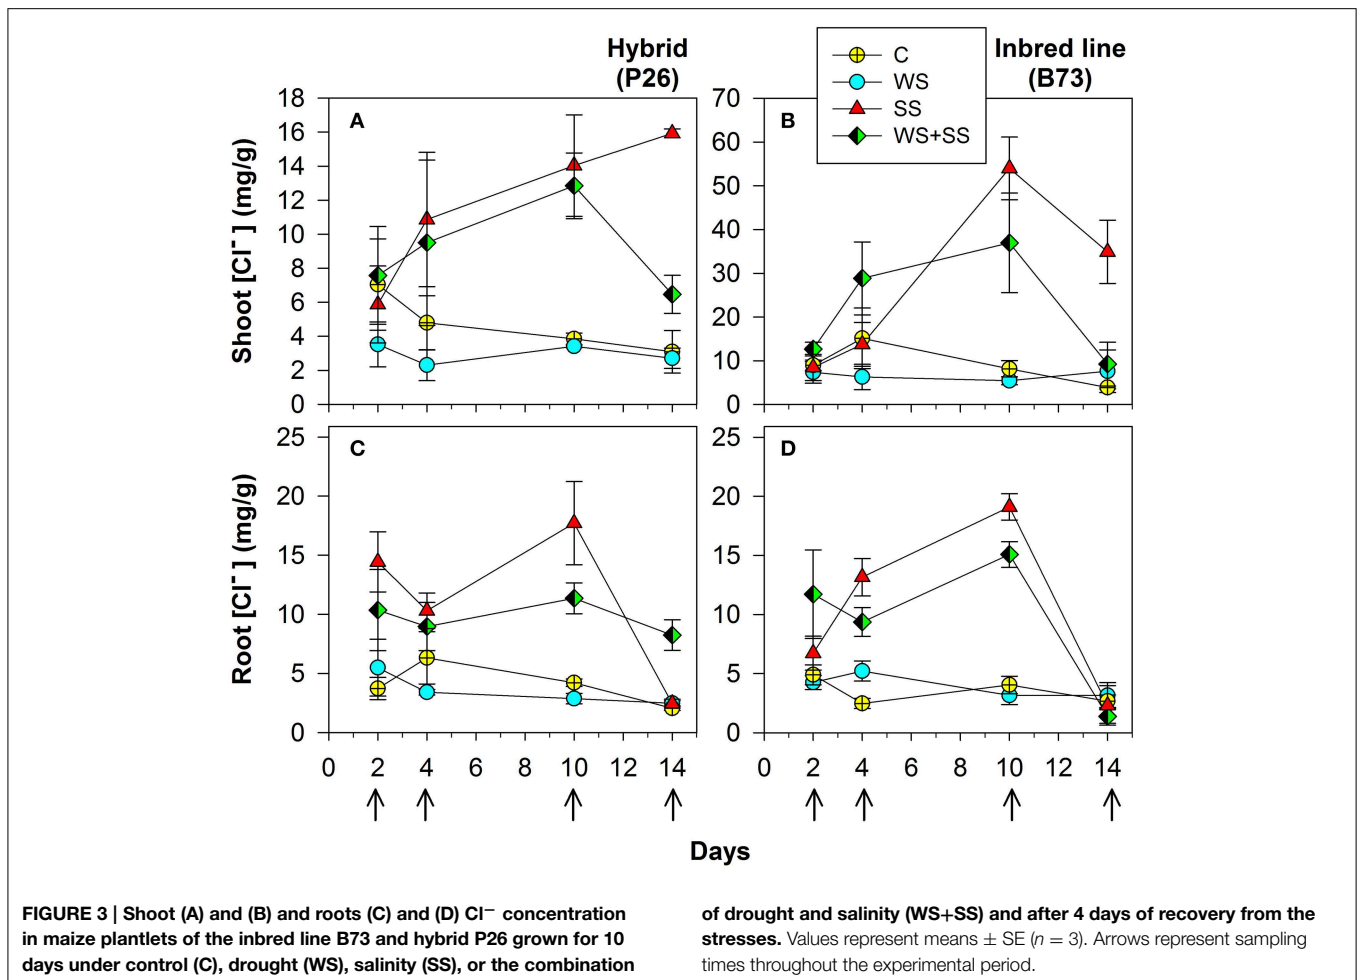 Hybrid
(P26)
Inbred line
(B73)
C
WS
SS
WS+SS
A
18
16
14
12
10
8
6
4
2
0
Shoot [Cl⁻] (mg/g)
B
70
60
50
40
30
20
10
0
C
25
20
15
10
5
0
Root [Cl⁻] (mg/g)
0 2 4 6 8 10 12 14
D
25
20
15
10
5
0
0 2 4 6 8 10 12 14
Days
FIGURE 3 | Shoot (A) and (B) and roots (C) and (D) Cl− concentration
in maize plantlets of the inbred line B73 and hybrid P26 grown for 10
days under control (C), drought (WS), salinity (SS), or the combination
of drought and salinity (WS+SS) and after 4 days of recovery from the
stresses. Values represent means ± SE (n = 3). Arrows represent sampling
times throughout the experimental period.